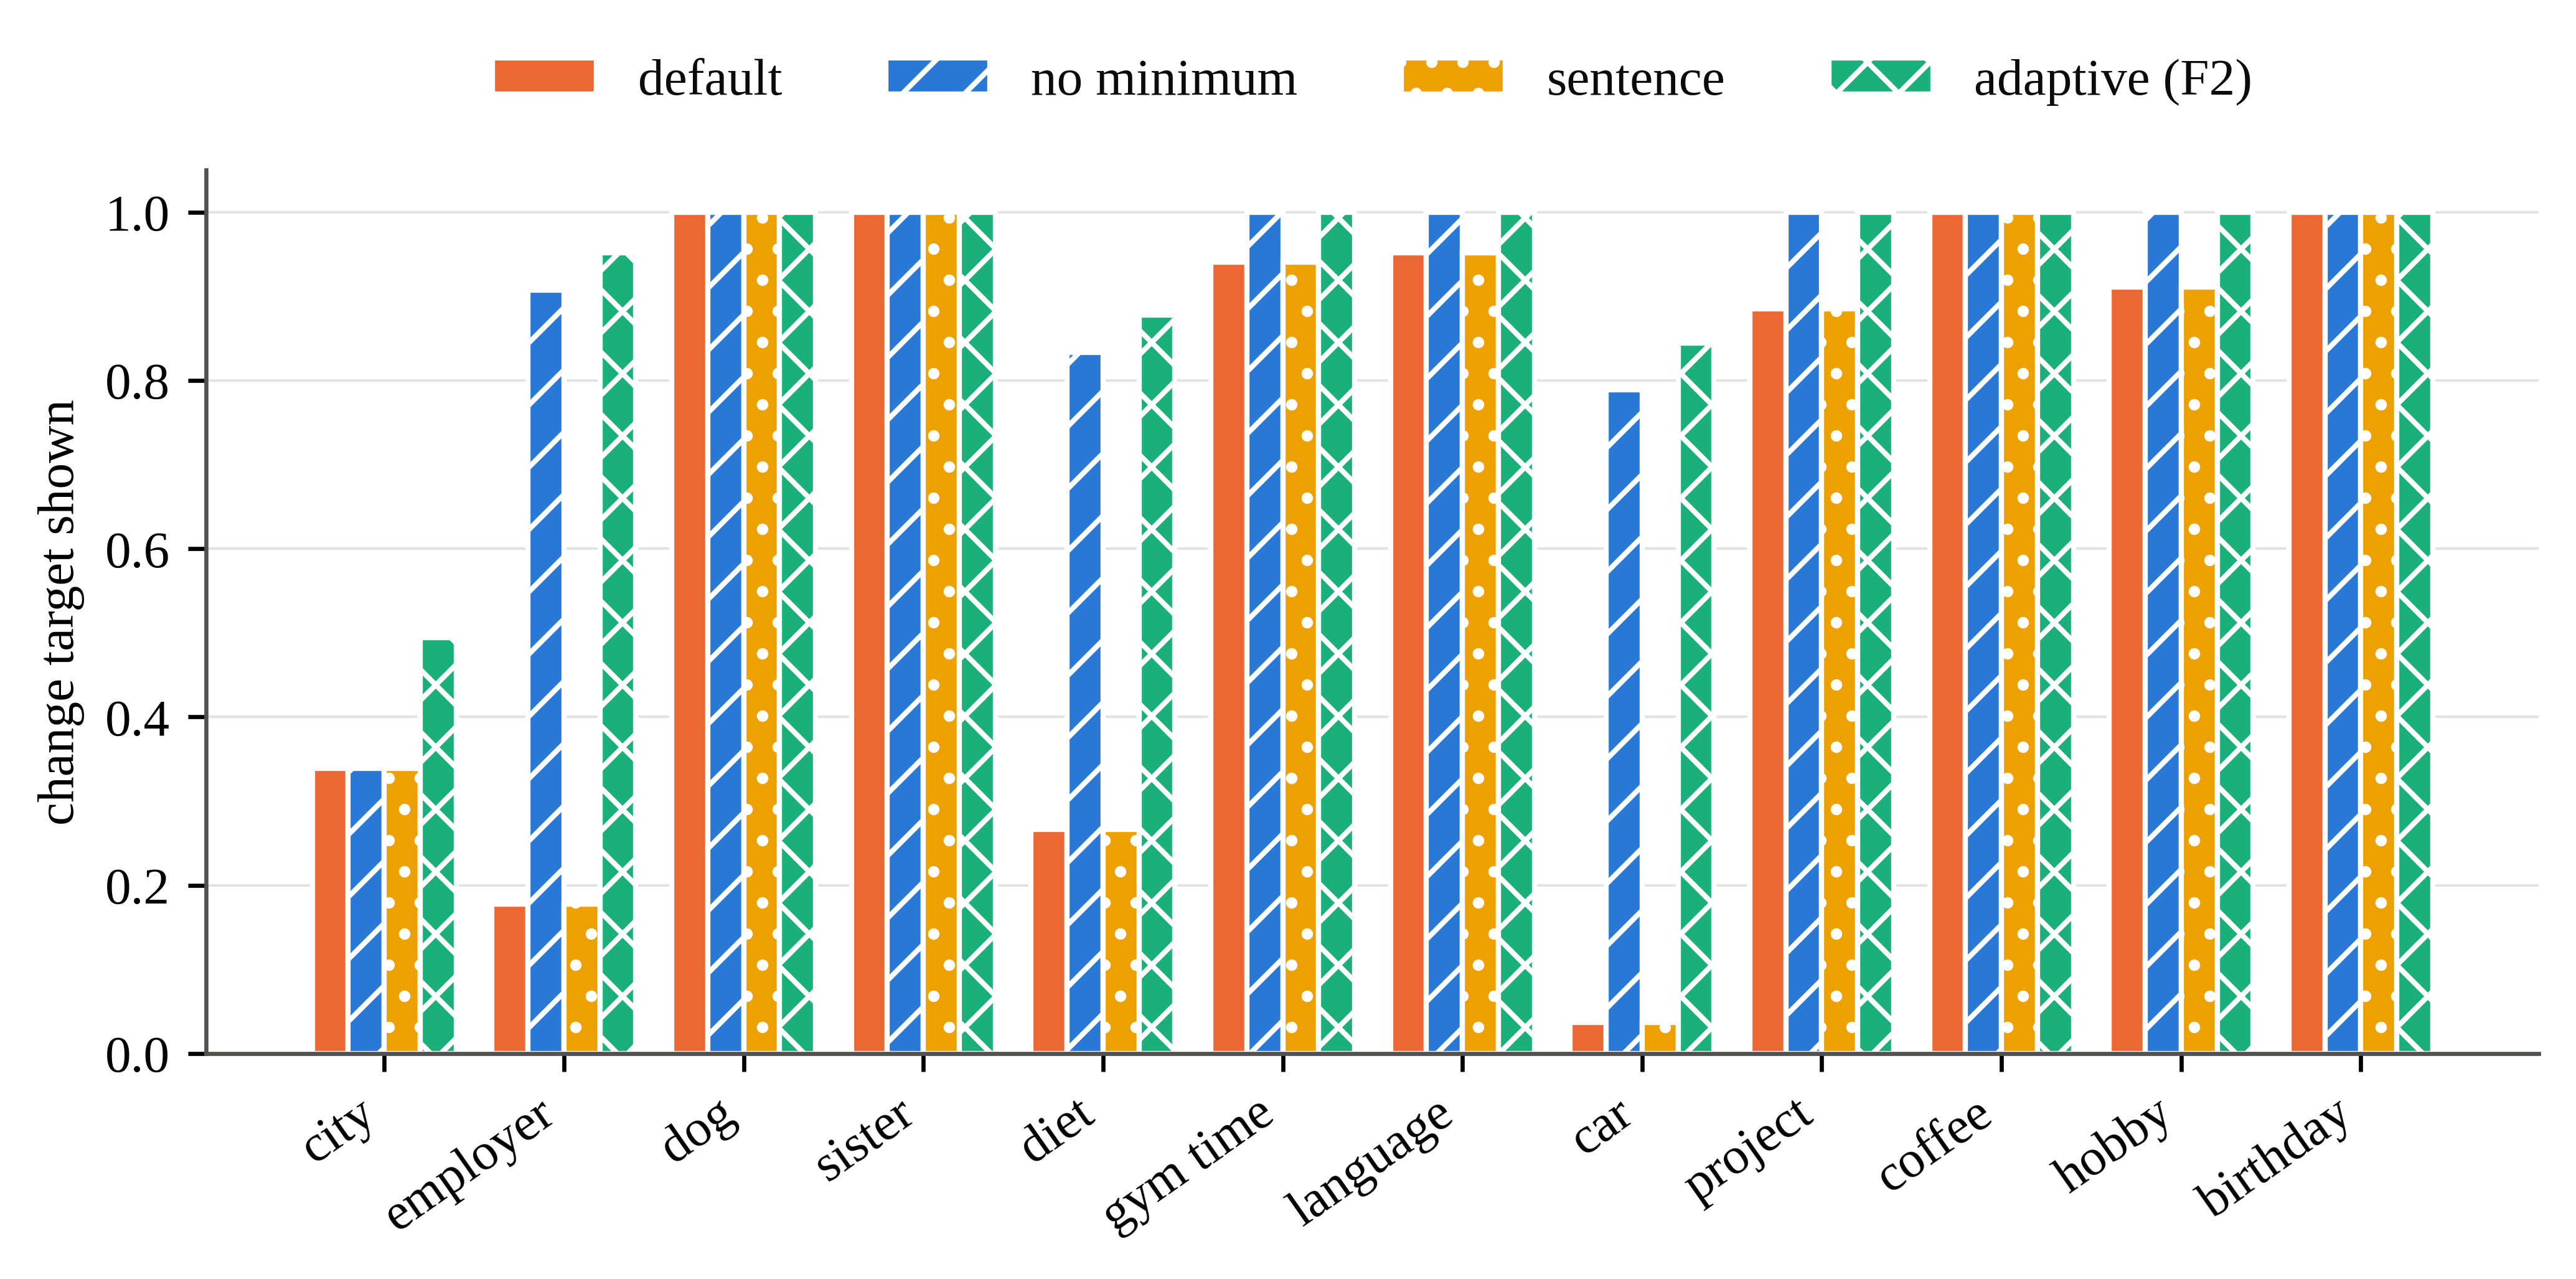 default no minimum sentence adaptive (F2)
1.0
0.8
0.6
0.4
0.2
0.0
change target shown
city employer dog sister diet gym time language car project coffee hobby birthday